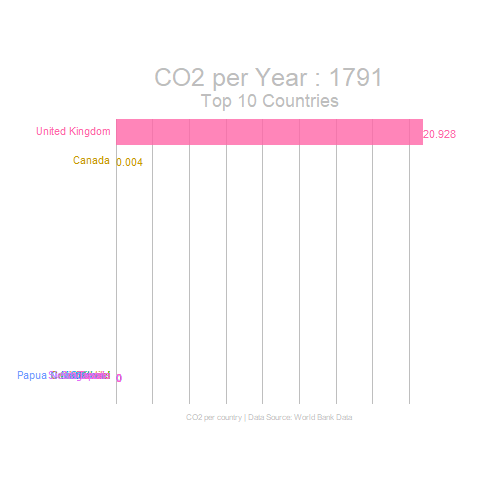 CO2 per Year : 1791
Top 10 Countries
United Kingdom
20.928
Canada
0.004
Papua
0
CO2 per country | Data Source: World Bank Data